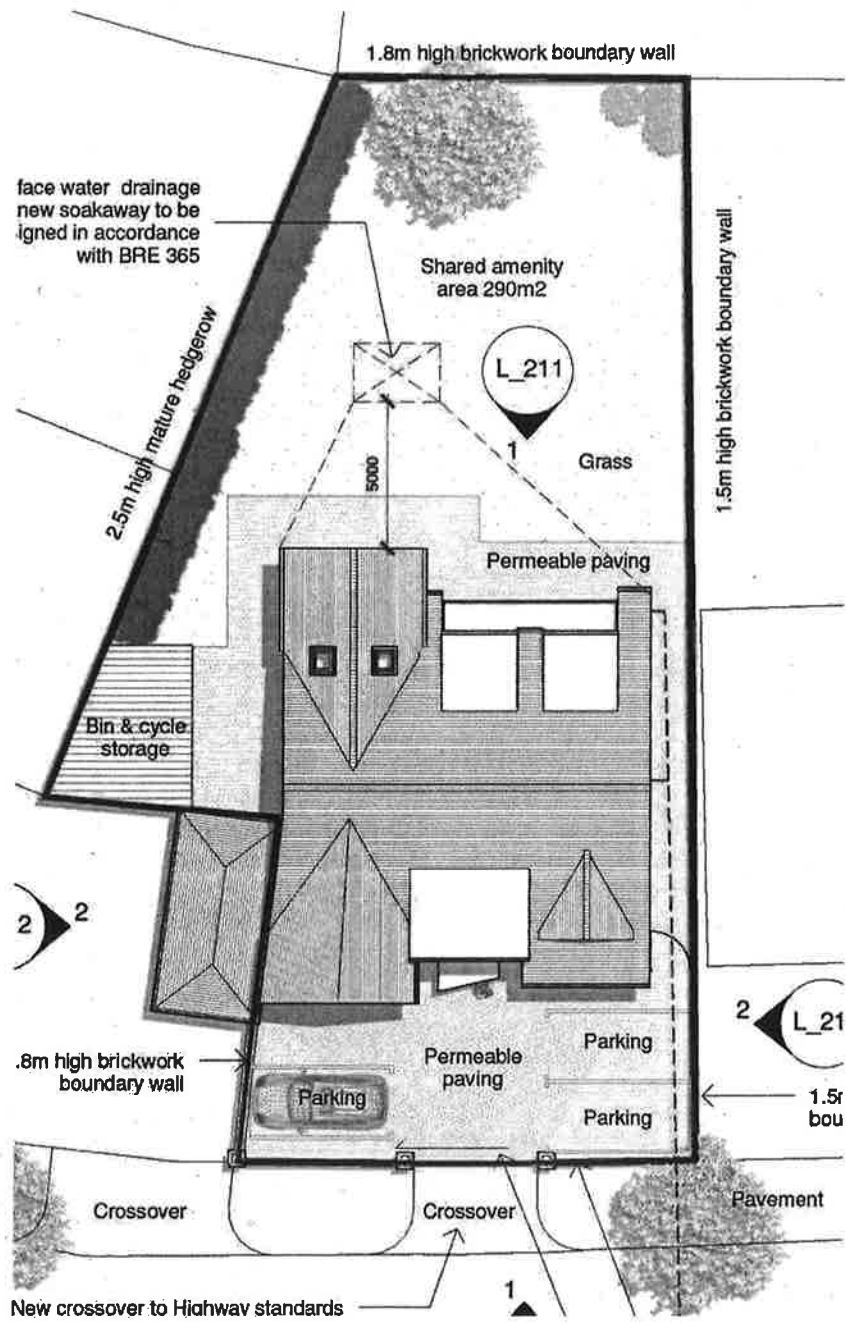 1.8m high brickwork boundary wall
face water drainage
new soakaway to be
igned in accordance
with BRE 365
Shared amenity
area 290m2
1.5m high brickwork boundary wall
L_211
1
2.5m high mature hedgerow
5000
Grass
Permeable paving
Bin & cycle
storage
2
2
2
L_21
.8m high brickwork
boundary wall
Permeable
paving
Parking
Parking
Parking
1.5r
bou
Crossover
Crossover
Pavement
New crossover to Highway standards
1